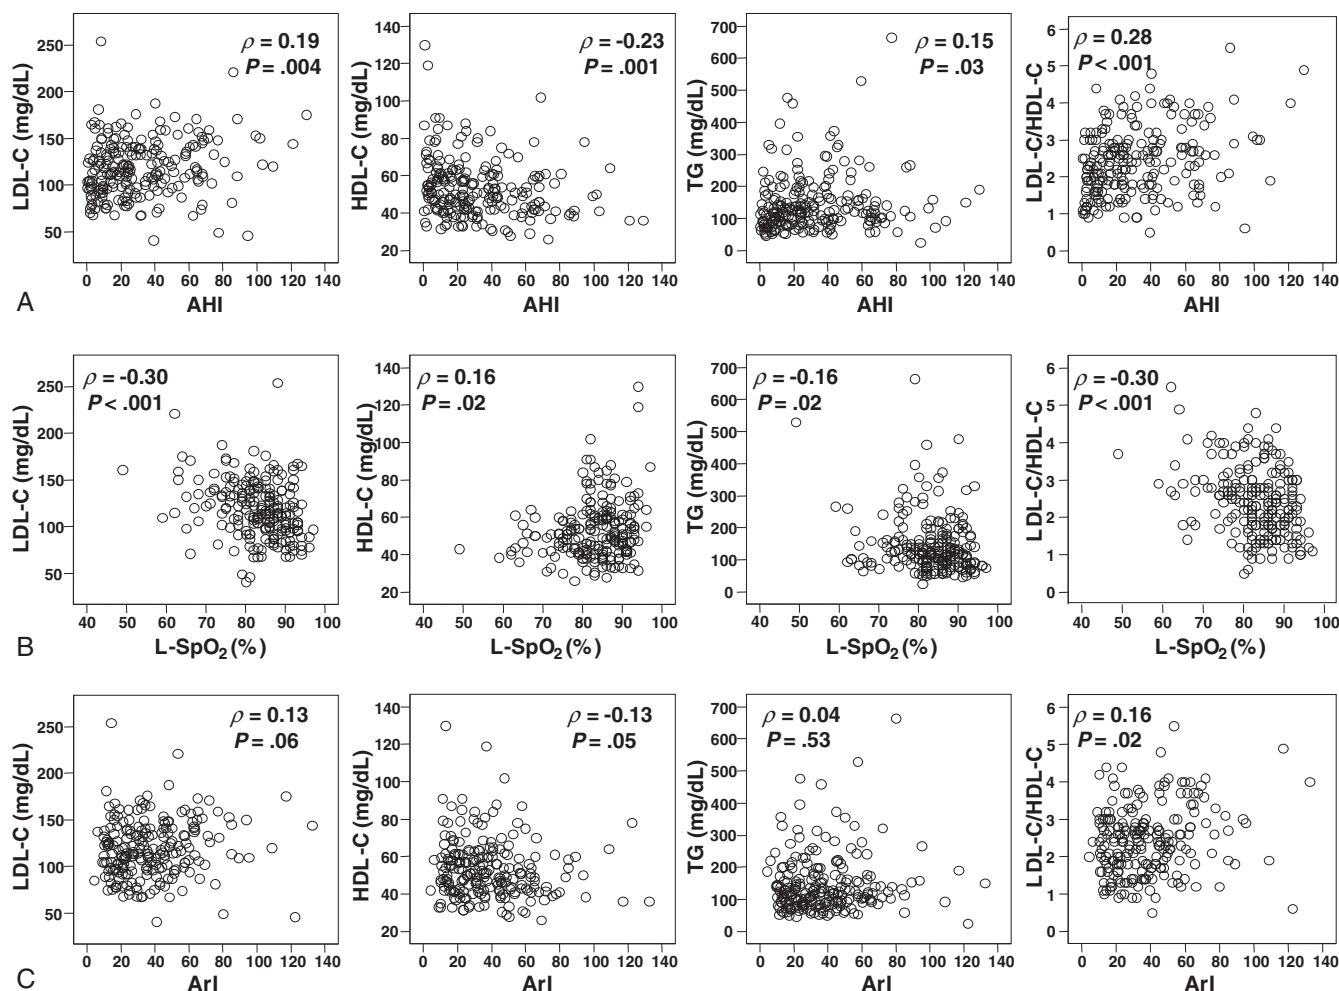 ρ = 0.19
P = .004
LDL-C (mg/dL)
250
200
150
100
50
0 20 40 60 80 100 120 140
AHI
ρ = -0.23
P = .001
HDL-C (mg/dL)
140
120
100
80
60
40
20
0 20 40 60 80 100 120 140
AHI
ρ = 0.15
P = .03
TG (mg/dL)
700
600
500
400
300
200
100
0
0 20 40 60 80 100 120 140
AHI
ρ = 0.28
P < .001
LDL-C/HDL-C
6
5
4
3
2
1
0
0 20 40 60 80 100 120 140
AHI
A
ρ = -0.30
P < .001
LDL-C (mg/dL)
250
200
150
100
50
40 50 60 70 80 90 100
L-SpO2 (%)
ρ = 0.16
P = .02
HDL-C (mg/dL)
140
120
100
80
60
40
20
40 50 60 70 80 90 100
L-SpO2 (%)
ρ = -0.16
P = .02
TG (mg/dL)
700
600
500
400
300
200
100
0
40 50 60 70 80 90 100
L-SpO2 (%)
ρ = -0.30
P < .001
LDL-C/HDL-C
6
5
4
3
2
1
0
40 50 60 70 80 90 100
L-SpO2 (%)
B
ρ = 0.13
P = .06
LDL-C (mg/dL)
250
200
150
100
50
0 20 40 60 80 100 120 140
ArI
ρ = -0.13
P = .05
HDL-C (mg/dL)
140
120
100
80
60
40
20
0 20 40 60 80 100 120 140
ArI
ρ = 0.04
P = .53
TG (mg/dL)
700
600
500
400
300
200
100
0
0 20 40 60 80 100 120 140
ArI
ρ = 0.16
P = .02
LDL-C/HDL-C
6
5
4
3
2
1
0
0 20 40 60 80 100 120 140
ArI
C